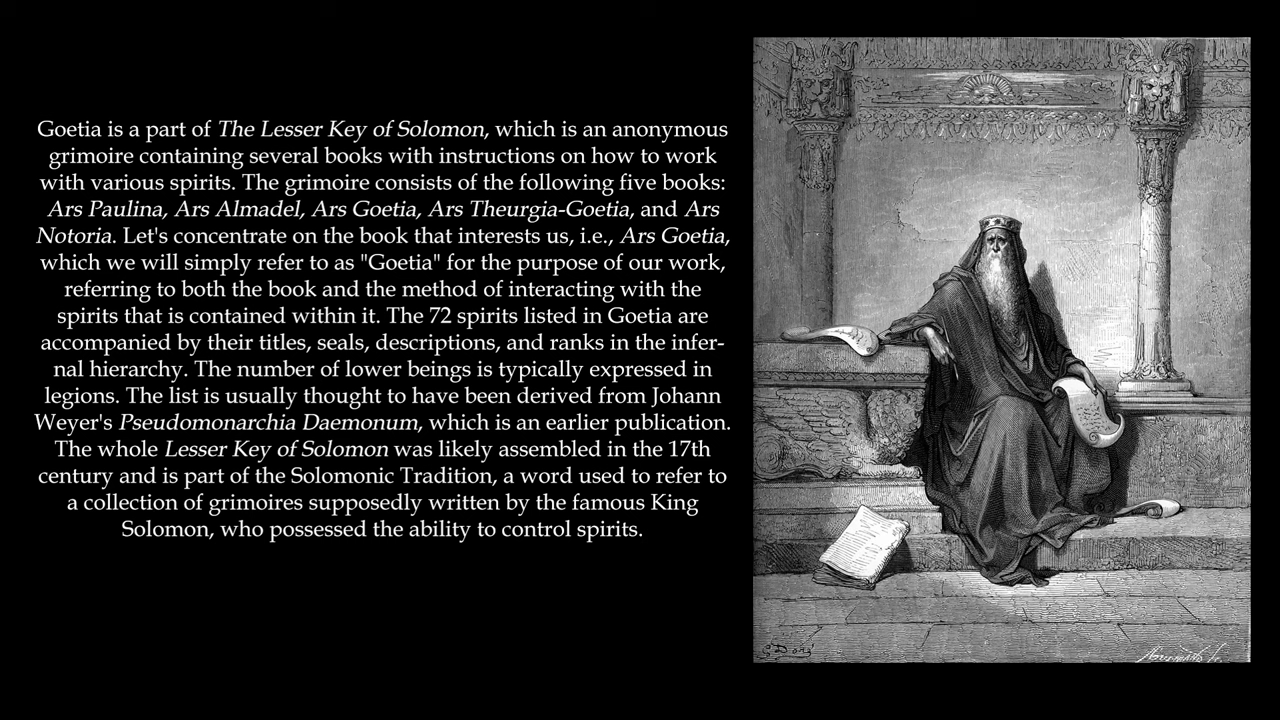 Goetia is a part of The Lesser Key of Solomon, which is an anonymous
grimoire containing several books with instructions on how to work
with various spirits. The grimoire consists of the following five books:
Ars Paulina, Ars Almadel, Ars Goetia, Ars Theurgia-Goetia, and Ars
Notoria. Let's concentrate on the book that interests us, i.e., Ars Goetia,
which we will simply refer to as "Goetia" for the purpose of our work,
referring to both the book and the method of interacting with the
spirits that is contained within it. The 72 spirits listed in Goetia are
accompanied by their titles, seals, descriptions, and ranks in the infer-
nal hierarchy. The number of lower beings is typically expressed in
legions. The list is usually thought to have been derived from Johann
Weyer's Pseudomonarchia Daemonum, which is an earlier publication.
The whole Lesser Key of Solomon was likely assembled in the 17th
century and is part of the Solomonic Tradition, a word used to refer to
a collection of grimoires supposedly written by the famous King
Solomon, who possessed the ability to control spirits.
G Doré